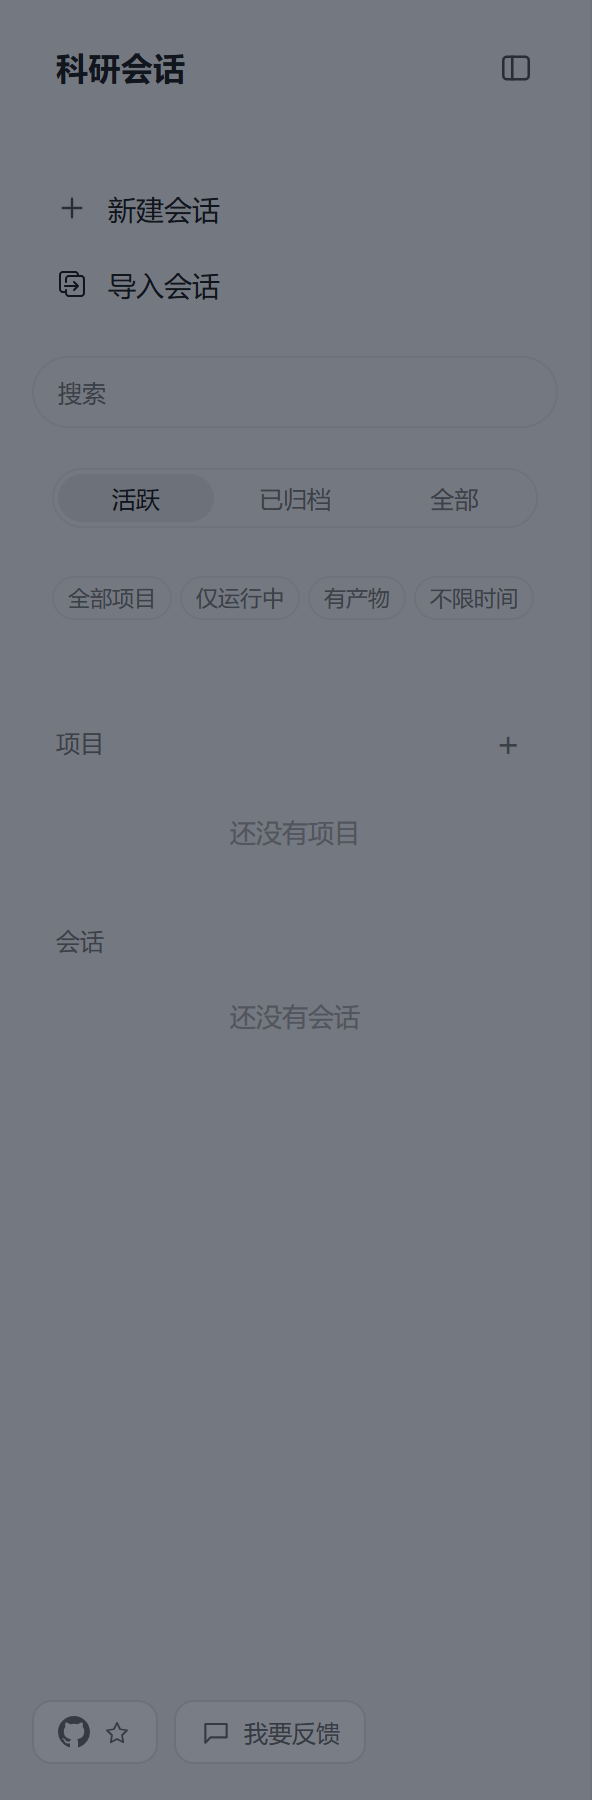 科研会话
新建会话
导入会话
搜索
活跃 已归档 全部
全部项目 仅运行中 有产物 不限时间
项目
还没有项目
会话
还没有会话
我要反馈